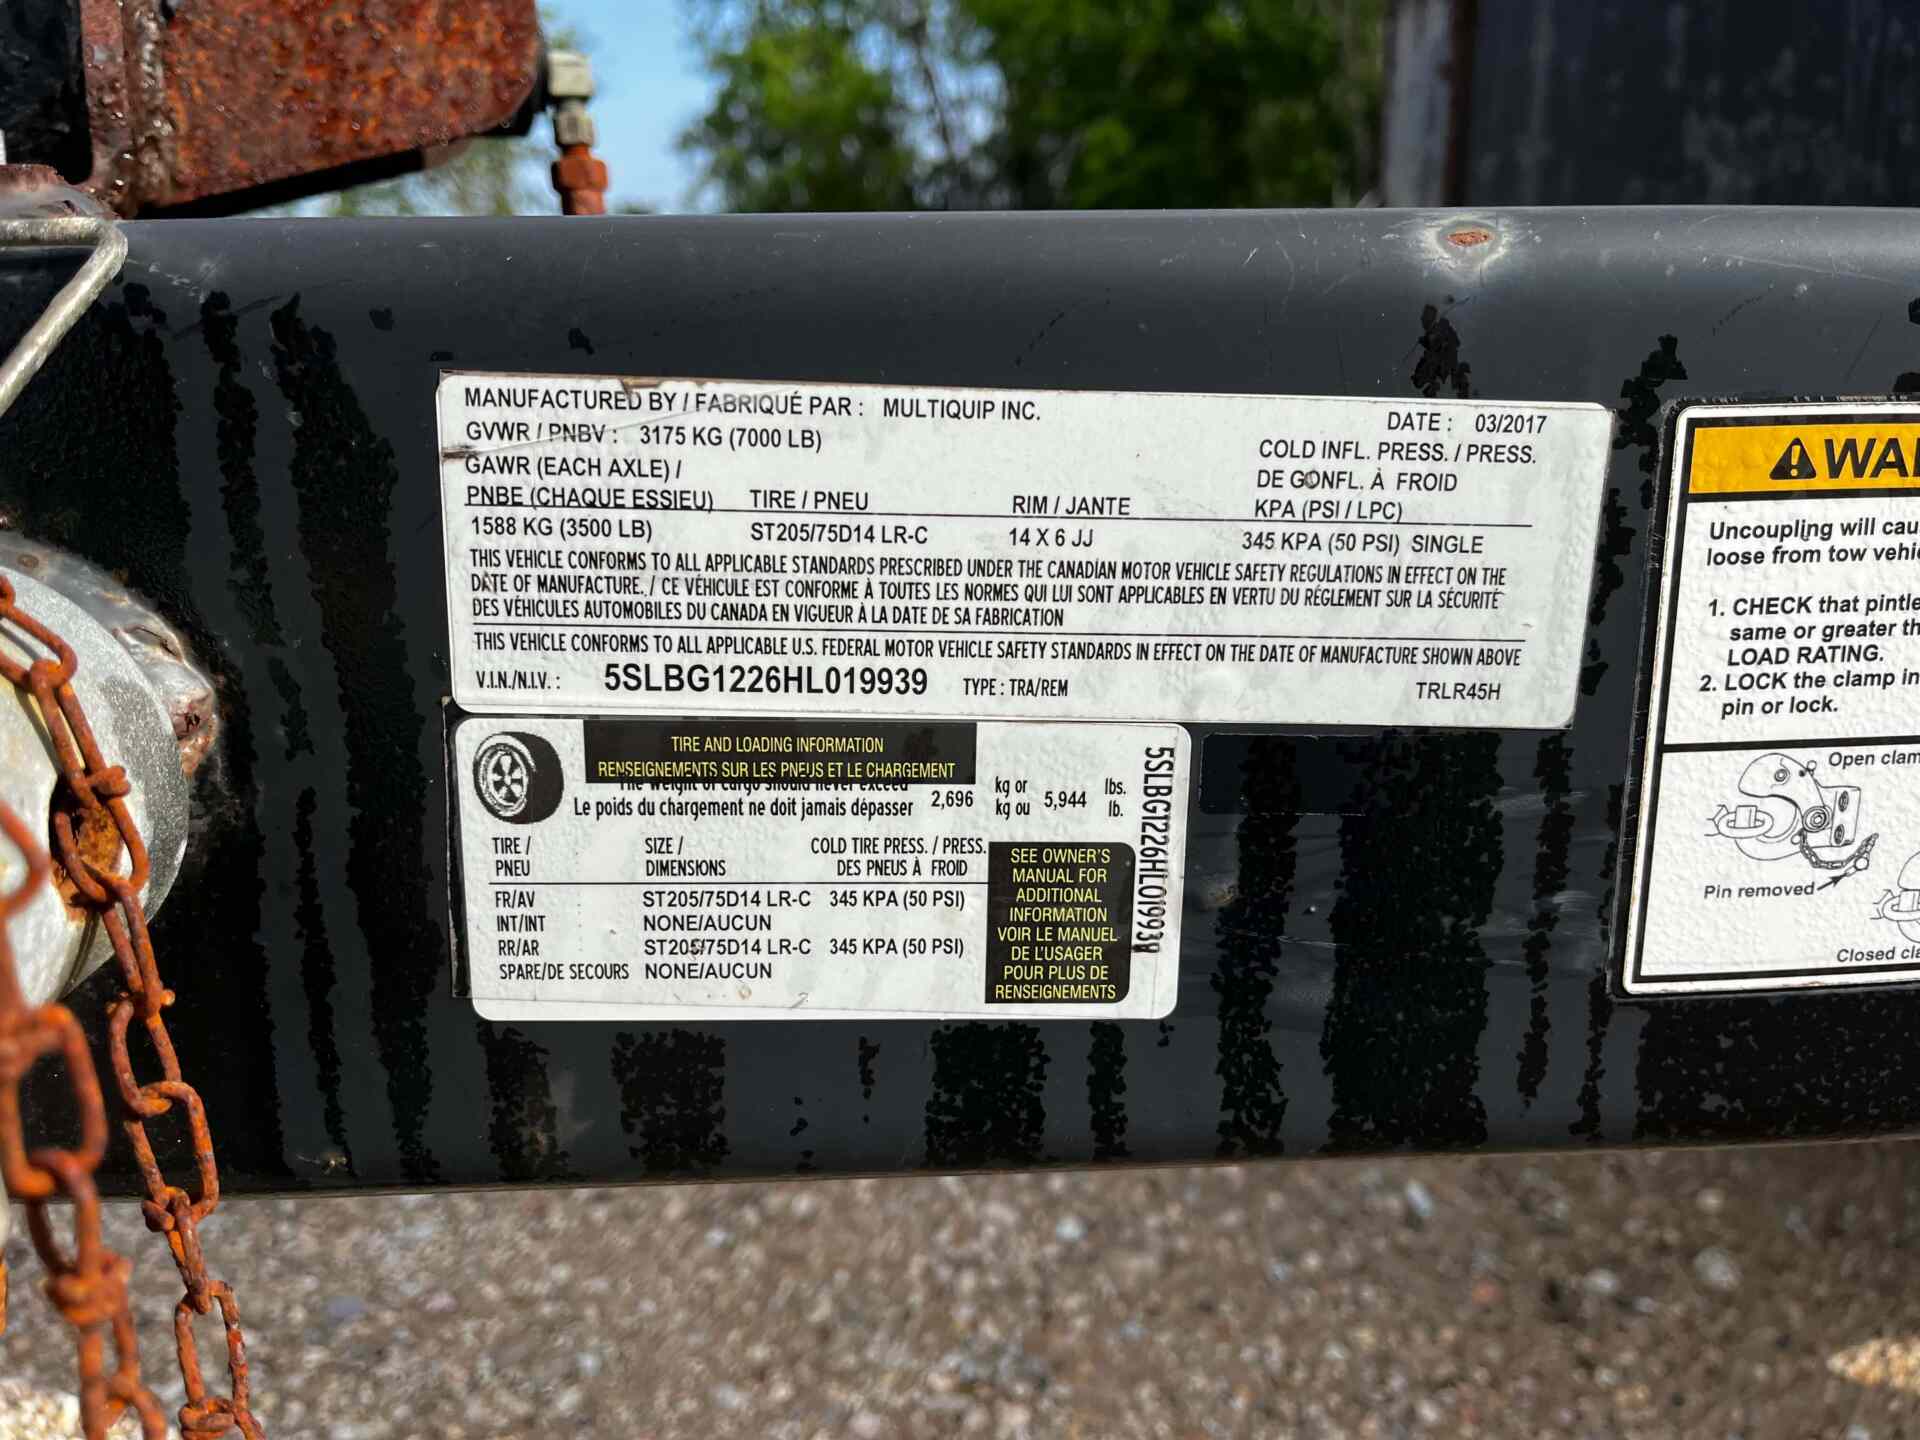 MANUFACTURED BY / FABRIQUÉ PAR : MULTIQUIP INC. DATE : 03/2017
GVWR / PNBV : 3175 KG (7000 LB)
COLD INFL. PRESS. / PRESS.
GAWR (EACH AXLE) /
DE GONFL. À FROID
PNBE (CHAQUE ESSIEU) TIRE / PNEU RIM / JANTE KPA (PSI / LPC)
1588 KG (3500 LB) ST205/75D14 LR-C 14 X 6 JJ 345 KPA (50 PSI) SINGLE
THIS VEHICLE CONFORMS TO ALL APPLICABLE STANDARDS PRESCRIBED UNDER THE CANADIAN MOTOR VEHICLE SAFETY REGULATIONS IN EFFECT ON THE
DATE OF MANUFACTURE. / CE VÉHICULE EST CONFORME À TOUTES LES NORMES QUI LUI SONT APPLICABLES EN VERTU DU RÉGLEMENT SUR LA SÉCURITÉ
DES VÉHICULES AUTOMOBILES DU CANADA EN VIGUEUR À LA DATE DE SA FABRICATION
THIS VEHICLE CONFORMS TO ALL APPLICABLE U.S. FEDERAL MOTOR VEHICLE SAFETY STANDARDS IN EFFECT ON THE DATE OF MANUFACTURE SHOWN ABOVE
V.I.N./N.I.V. : 5SLBG1226HL019939 TYPE : TRA/REM TRLR45H
TIRE AND LOADING INFORMATION
RENSEIGNEMENTS SUR LES PNEUS ET LE CHARGEMENT
The weight of cargo should never exceed
Le poids du chargement ne doit jamais dépasser 2,696 kg or kg ou 5,944 lbs. lb.
TIRE / SIZE / COLD TIRE PRESS. / PRESS.
PNEU DIMENSIONS DES PNEUS À FROID
FR/AV ST205/75D14 LR-C 345 KPA (50 PSI)
INT/INT NONE/AUCUN
RR/AR ST205/75D14 LR-C 345 KPA (50 PSI)
SPARE/DE SECOURS NONE/AUCUN
SEE OWNER'S
MANUAL FOR
ADDITIONAL
INFORMATION
VOIR LE MANUEL
DE L'USAGER
POUR PLUS DE
RENSEIGNEMENTS
5SLBG1226HL019939
WAR
Uncoupling will cau
loose from tow vehi
1. CHECK that pintle
same or greater th
LOAD RATING.
2. LOCK the clamp in
pin or lock.
Open clam
Pin removed
Closed cla